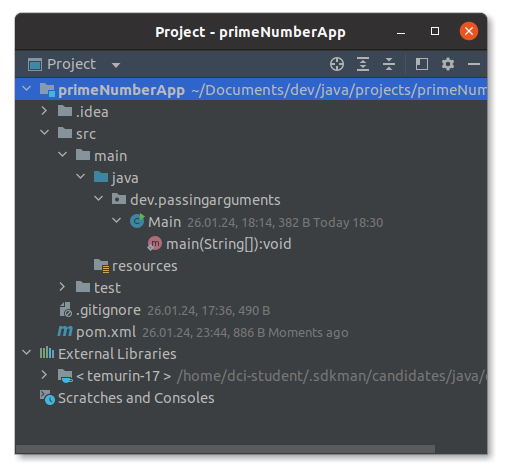 Project - primeNumberApp
Project
primeNumberApp ~/Documents/dev/java/projects/primeNum
.idea
src
main
java
dev.passingarguments
Main 26.01.24, 18:14, 382 B Today 18:30
m main(String[]):void
resources
test
.gitignore 26.01.24, 17:36, 490 B
m pom.xml 26.01.24, 23:44, 886 B Moments ago
External Libraries
< temurin-17 > /home/dci-student/.sdkman/candidates/java/
Scratches and Consoles